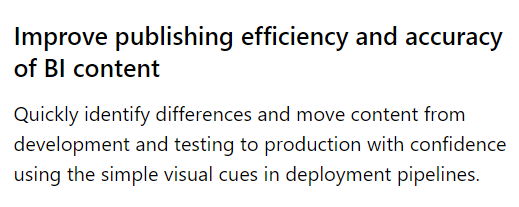 Improve publishing efficiency and accuracy
of BI content
Quickly identify differences and move content from
development and testing to production with confidence
using the simple visual cues in deployment pipelines.